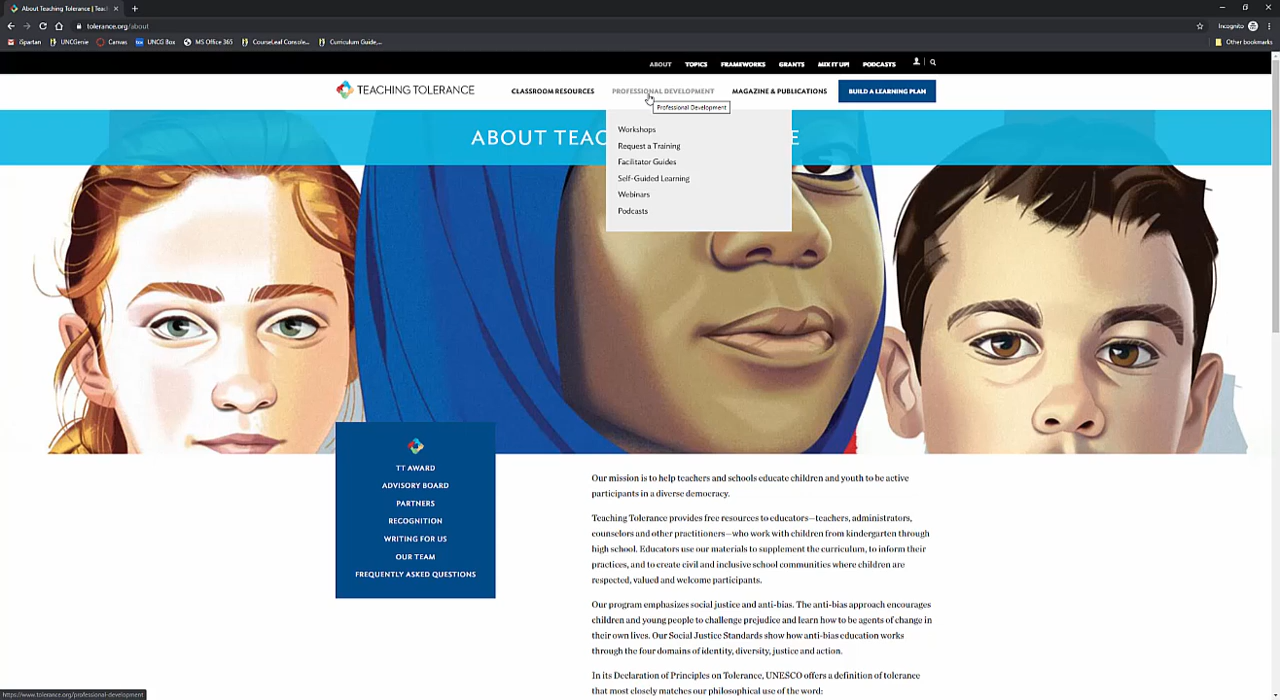 About Teaching Tolerance | Teac
tolerance.org/about
Incognito
iSpartan
UNCGenie
Canvas
box
UNCG Box
MS Office 365
CourseLeaf Console...
Curriculum Guide,...
Other bookmarks
ABOUT
TOPICS
FRAMEWORKS
GRANTS
MIX IT UP!
PODCASTS
TEACHING TOLERANCE
CLASSROOM RESOURCES
PROFESSIONAL DEVELOPMENT
MAGAZINE & PUBLICATIONS
BUILD A LEARNING PLAN
Professional Development
ABOUT TEAC
E
Workshops
Request a Training
Facilitator Guides
Self-Guided Learning
Webinars
Podcasts
TT AWARD
ADVISORY BOARD
PARTNERS
RECOGNITION
WRITING FOR US
OUR TEAM
FREQUENTLY ASKED QUESTIONS
Our mission is to help teachers and schools educate children and youth to be active
participants in a diverse democracy.
Teaching Tolerance provides free resources to educators—teachers, administrators,
counselors and other practitioners—who work with children from kindergarten through
high school. Educators use our materials to supplement the curriculum, to inform their
practices, and to create civil and inclusive school communities where children are
respected, valued and welcome participants.
Our program emphasizes social justice and anti-bias. The anti-bias approach encourages
children and young people to challenge prejudice and learn how to be agents of change in
their own lives. Our Social Justice Standards show how anti-bias education works
through the four domains of identity, diversity, justice and action.
In its Declaration of Principles on Tolerance, UNESCO offers a definition of tolerance
that most closely matches our philosophical use of the word:
https://www.tolerance.org/professional-development